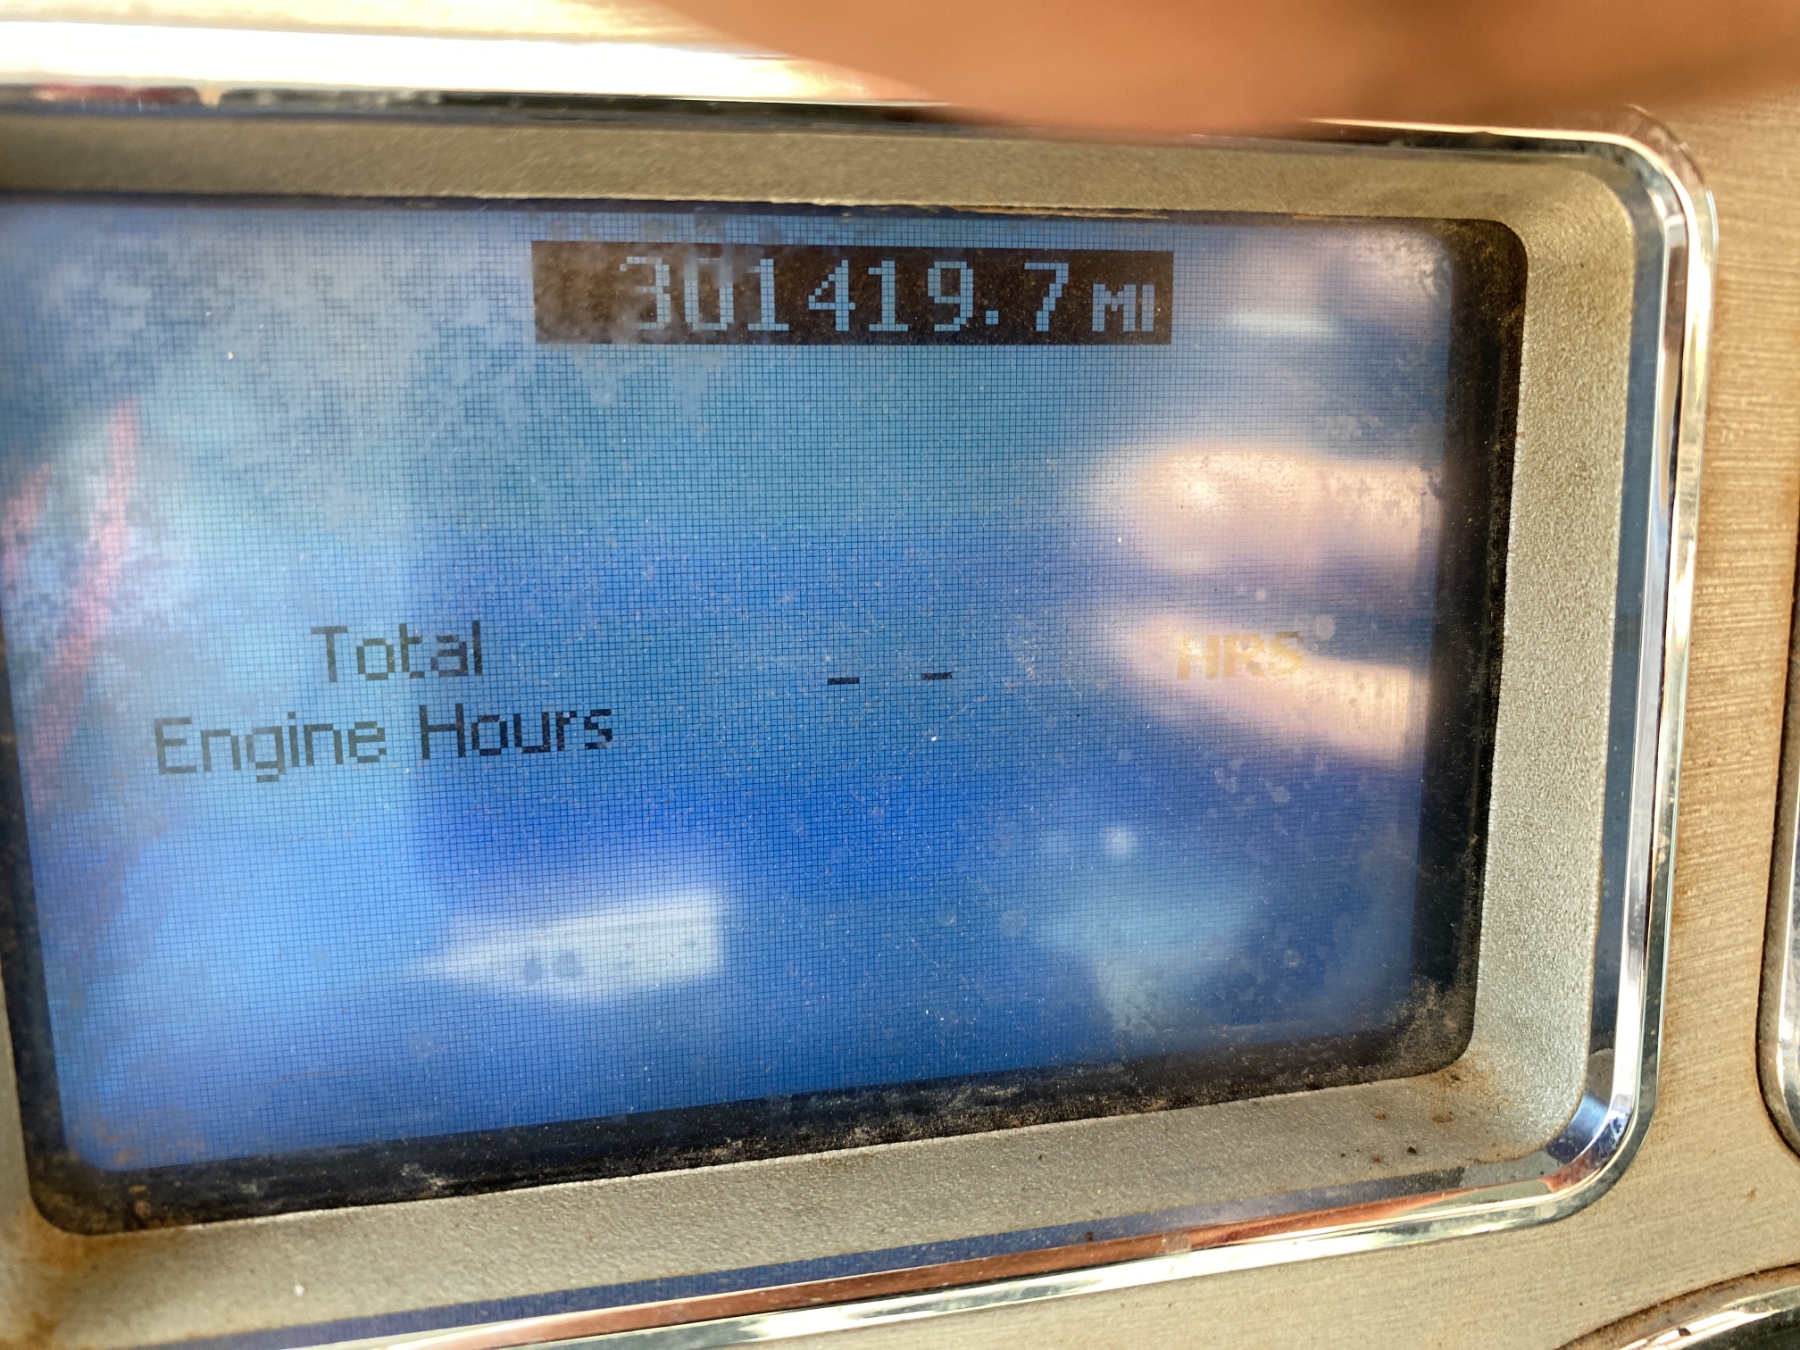 301419.7 MI
Total
Engine Hours
_ _ HRS